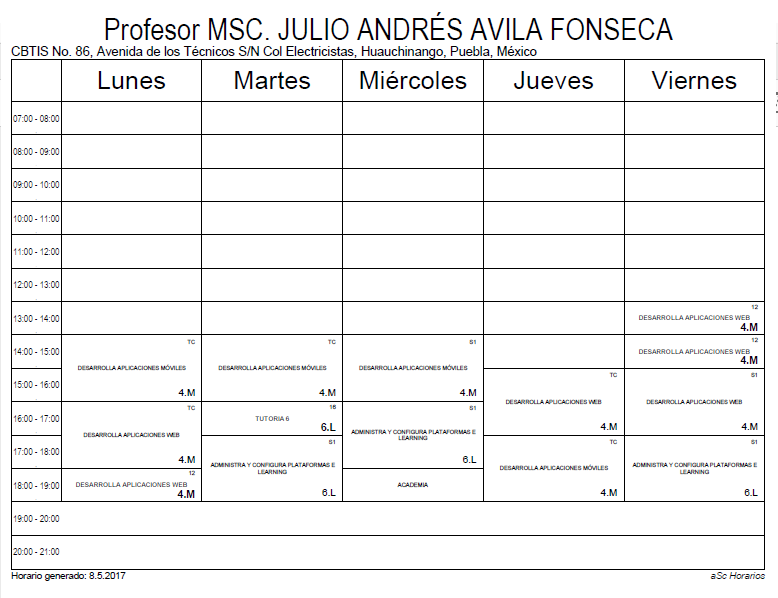 Profesor MSC. JULIO ANDRÉS AVILA FONSECA
CBTIS No. 86, Avenida de los Técnicos S/N Col Electricistas, Huauchinango, Puebla, México
Lunes Martes Miércoles Jueves Viernes
07:00 - 08:00
08:00 - 09:00
09:00 - 10:00
10:00 - 11:00
11:00 - 12:00
12:00 - 13:00
13:00 - 14:00
12
DESARROLLA APLICACIONES WEB
4.M
14:00 - 15:00
TC
DESARROLLA APLICACIONES MÓVILES
4.M
TC
DESARROLLA APLICACIONES MÓVILES
4.M
S1
DESARROLLA APLICACIONES MÓVILES
4.M
12
DESARROLLA APLICACIONES WEB
4.M
15:00 - 16:00
TC
DESARROLLA APLICACIONES WEB
4.M
S1
DESARROLLA APLICACIONES WEB
4.M
16:00 - 17:00
TC
DESARROLLA APLICACIONES WEB
4.M
16
TUTORIA 6
6.L
S1
ADMINISTRA Y CONFIGURA PLATAFORMAS E
LEARNING
6.L
17:00 - 18:00
S1
ADMINISTRA Y CONFIGURA PLATAFORMAS E
LEARNING
6.L
TC
DESARROLLA APLICACIONES MÓVILES
4.M
S1
ADMINISTRA Y CONFIGURA PLATAFORMAS E
LEARNING
6.L
18:00 - 19:00
12
DESARROLLA APLICACIONES WEB
4.M
ACADEMIA
19:00 - 20:00
20:00 - 21:00
Horario generado: 8.5.2017
aSc Horarios